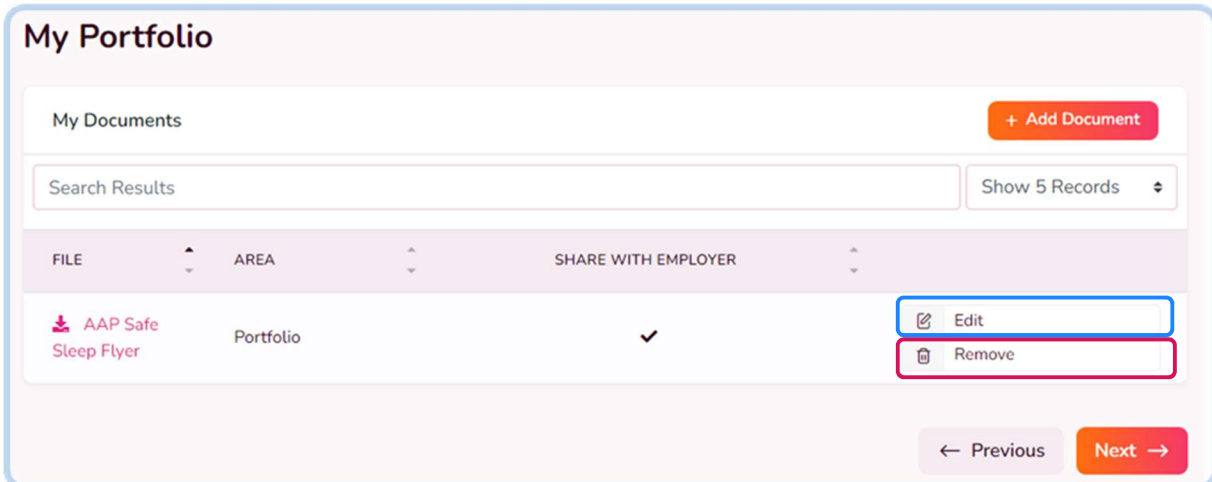 My Portfolio
My Documents
+ Add Document
Search Results
Show 5 Records
FILE AREA SHARE WITH EMPLOYER
AAP Safe
Sleep Flyer
Portfolio
Edit
Remove
← Previous
Next →